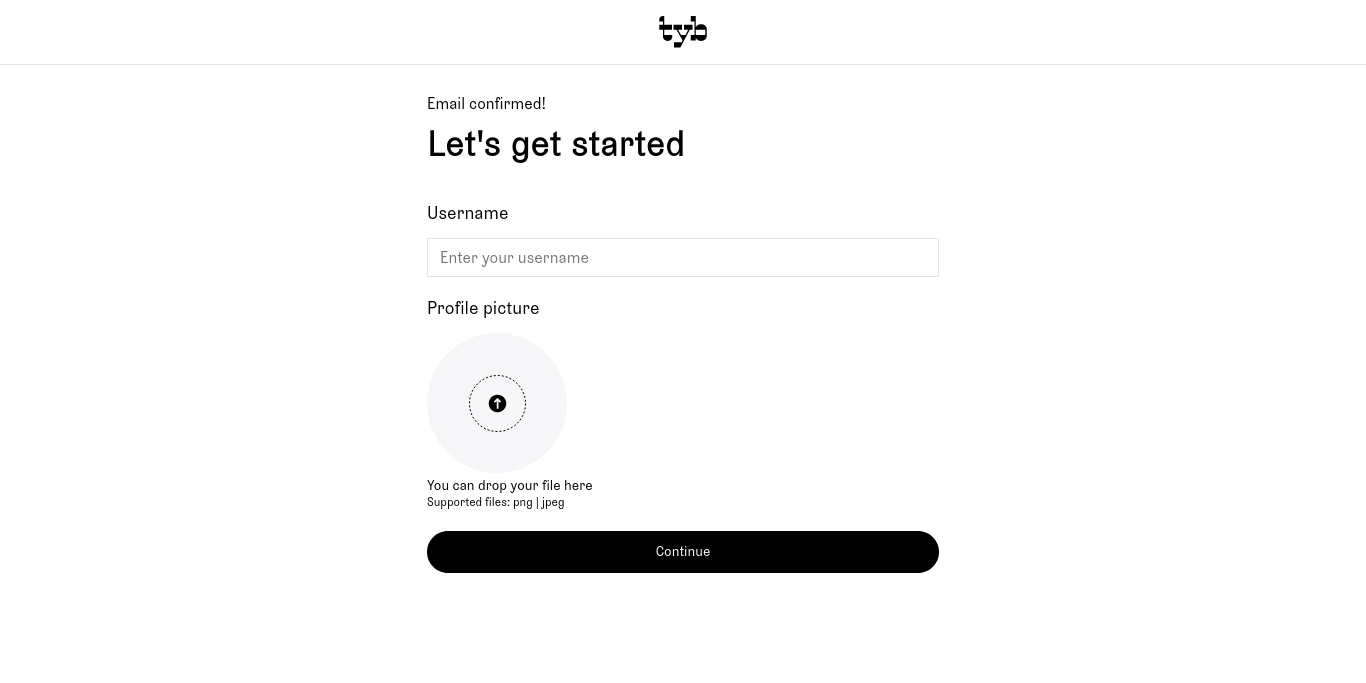 tyb
Email confirmed!
Let's get started
Username
Enter your username
Profile picture
You can drop your file here
Supported files: png | jpeg
Continue